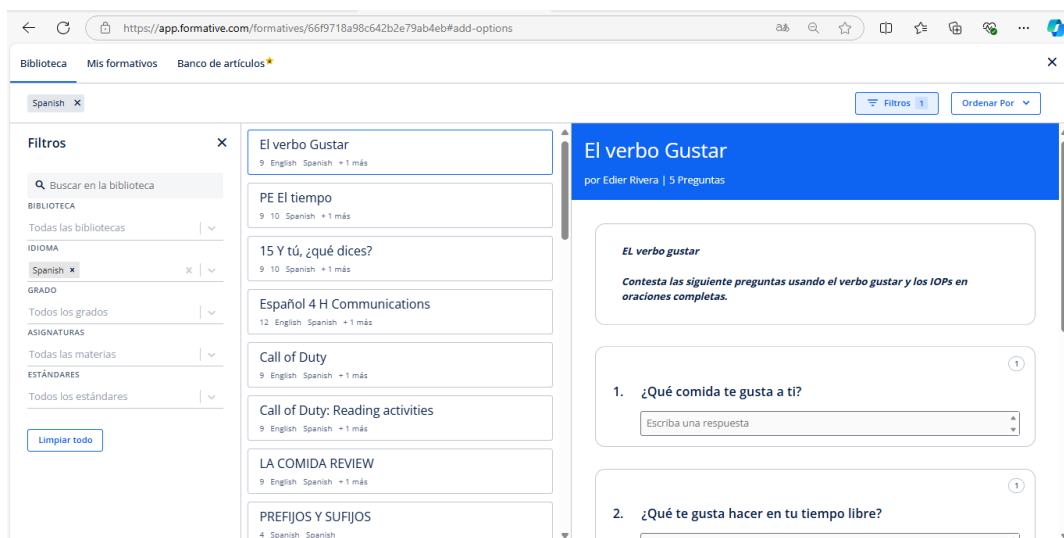 https://app.formative.com/formatives/66f9718a98c642b2e79ab4eb#add-options
Biblioteca Mis formativos Banco de artículos
Spanish
Filtros 1 Ordenar Por
Filtros
Buscar en la biblioteca
BIBLIOTECA
Todas las bibliotecas
IDIOMA
Spanish
GRADO
Todos los grados
ASIGNATURAS
Todas las materias
ESTÁNDARES
Todos los estándares
Limpiar todo
El verbo Gustar
9 English Spanish + 1 más
PE El tiempo
9 10 Spanish + 1 más
15 Y tú, ¿qué dices?
9 10 Spanish + 1 más
Español 4 H Communications
12 English Spanish + 1 más
Call of Duty
9 English Spanish + 1 más
Call of Duty: Reading activities
9 English Spanish + 1 más
LA COMIDA REVIEW
9 English Spanish + 1 más
PREFIJOS Y SUFIJOS
4 Spanish Spanish
El verbo Gustar
por Edier Rivera | 5 Preguntas
EL verbo gustar
Contesta las siguiente preguntas usando el verbo gustar y los IOPs en
oraciones completas.
1
1. ¿Qué comida te gusta a ti?
Escriba una respuesta
1
2. ¿Qué te gusta hacer en tu tiempo libre?